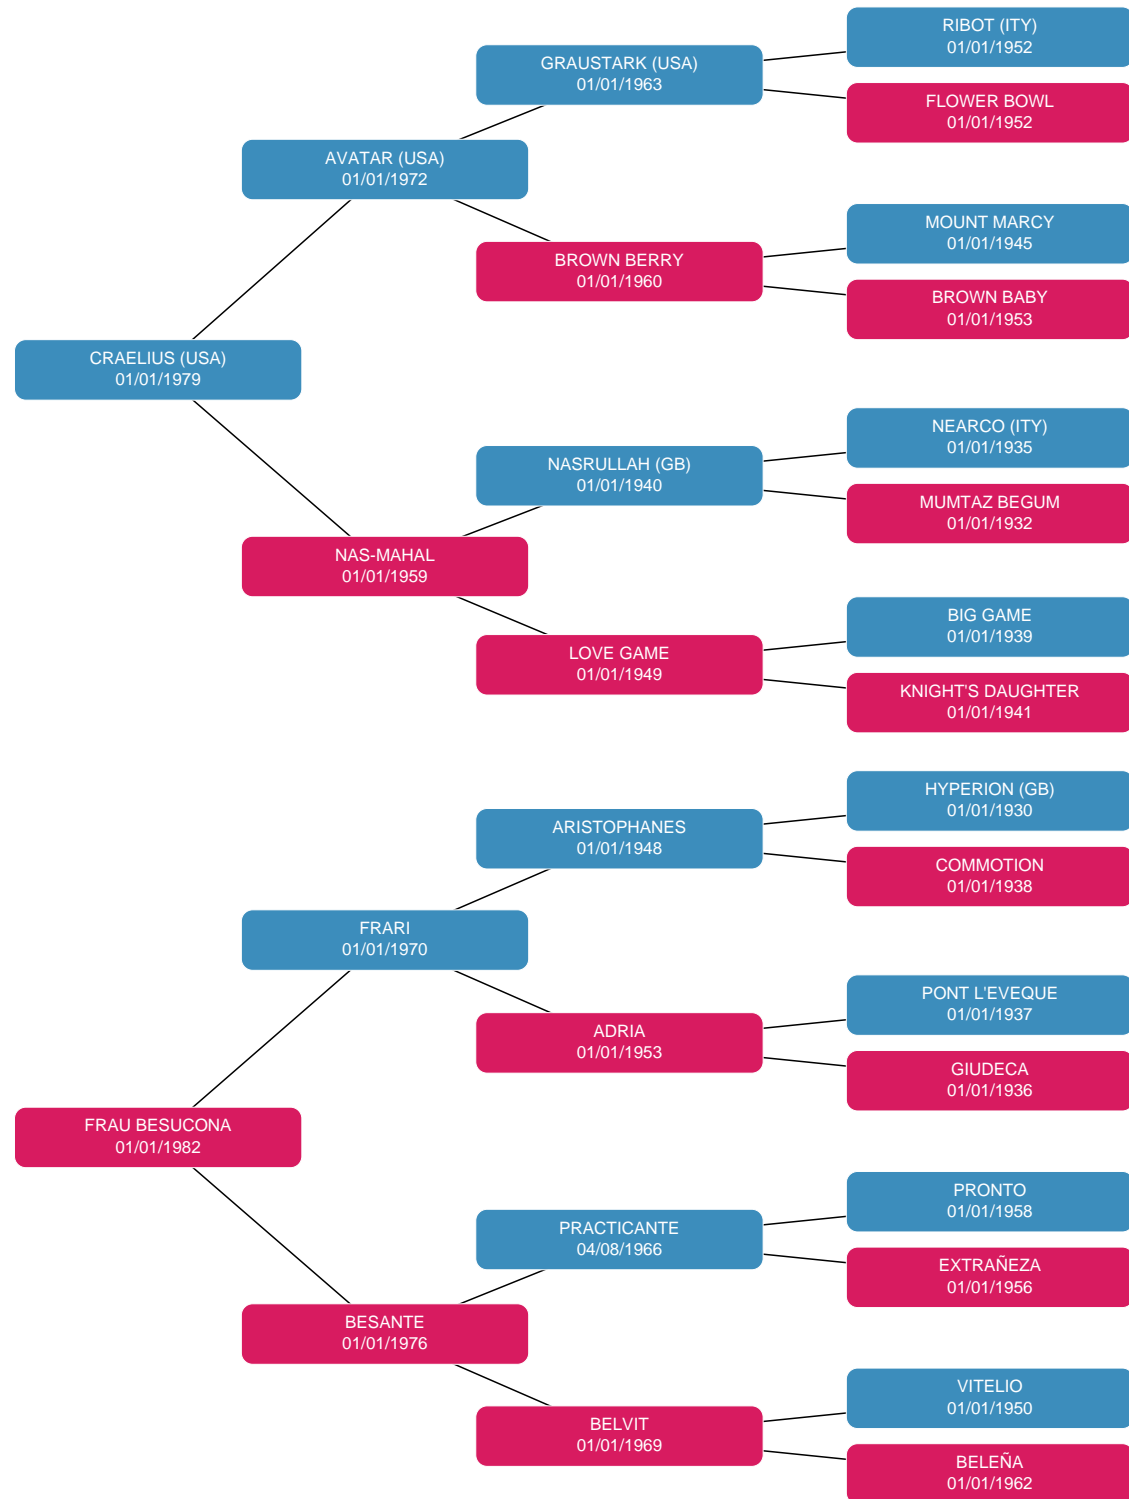 RIBOT (ITY)
01/01/1952
GRAUSTARK (USA)
01/01/1963
FLOWER BOWL
01/01/1952
AVATAR (USA)
01/01/1972
MOUNT MARCY
01/01/1945
BROWN BERRY
01/01/1960
BROWN BABY
01/01/1953
CRAELIUS (USA)
01/01/1979
NEARCO (ITY)
01/01/1935
NASRULLAH (GB)
01/01/1940
MUMTAZ BEGUM
01/01/1932
NAS-MAHAL
01/01/1959
BIG GAME
01/01/1939
LOVE GAME
01/01/1949
KNIGHT'S DAUGHTER
01/01/1941
HYPERION (GB)
01/01/1930
ARISTOPHANES
01/01/1948
COMMOTION
01/01/1938
FRARI
01/01/1970
PONT L'EVEQUE
01/01/1937
ADRIA
01/01/1953
GIUDECA
01/01/1936
FRAU BESUCONA
01/01/1982
PRONTO
01/01/1958
PRACTICANTE
04/08/1966
EXTRAÑEZA
01/01/1956
BESANTE
01/01/1976
VITELIO
01/01/1950
BELVIT
01/01/1969
BELEÑA
01/01/1962